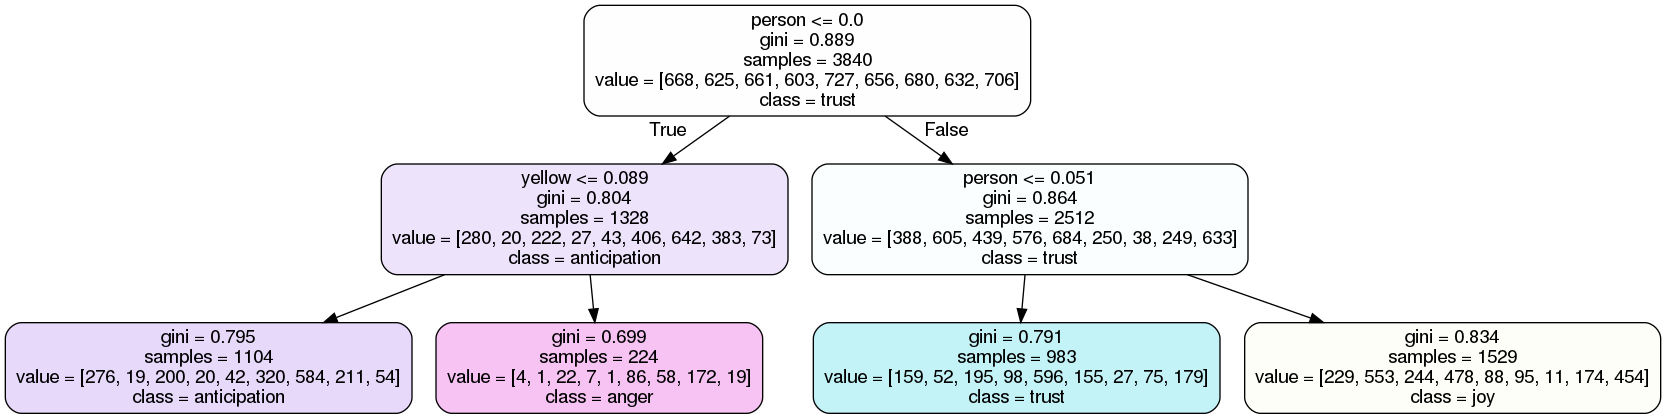 person <= 0.0
gini = 0.889
samples = 3840
value = [668, 625, 661, 603, 727, 656, 680, 632, 706]
class = trust
True
False
yellow <= 0.089
gini = 0.804
samples = 1328
value = [280, 20, 222, 27, 43, 406, 642, 383, 73]
class = anticipation
person <= 0.051
gini = 0.864
samples = 2512
value = [388, 605, 439, 576, 684, 250, 38, 249, 633]
class = trust
gini = 0.795
samples = 1104
value = [276, 19, 200, 20, 42, 320, 584, 211, 54]
class = anticipation
gini = 0.699
samples = 224
value = [4, 1, 22, 7, 1, 86, 58, 172, 19]
class = anger
gini = 0.791
samples = 983
value = [159, 52, 195, 98, 596, 155, 27, 75, 179]
class = trust
gini = 0.834
samples = 1529
value = [229, 553, 244, 478, 88, 95, 11, 174, 454]
class = joy